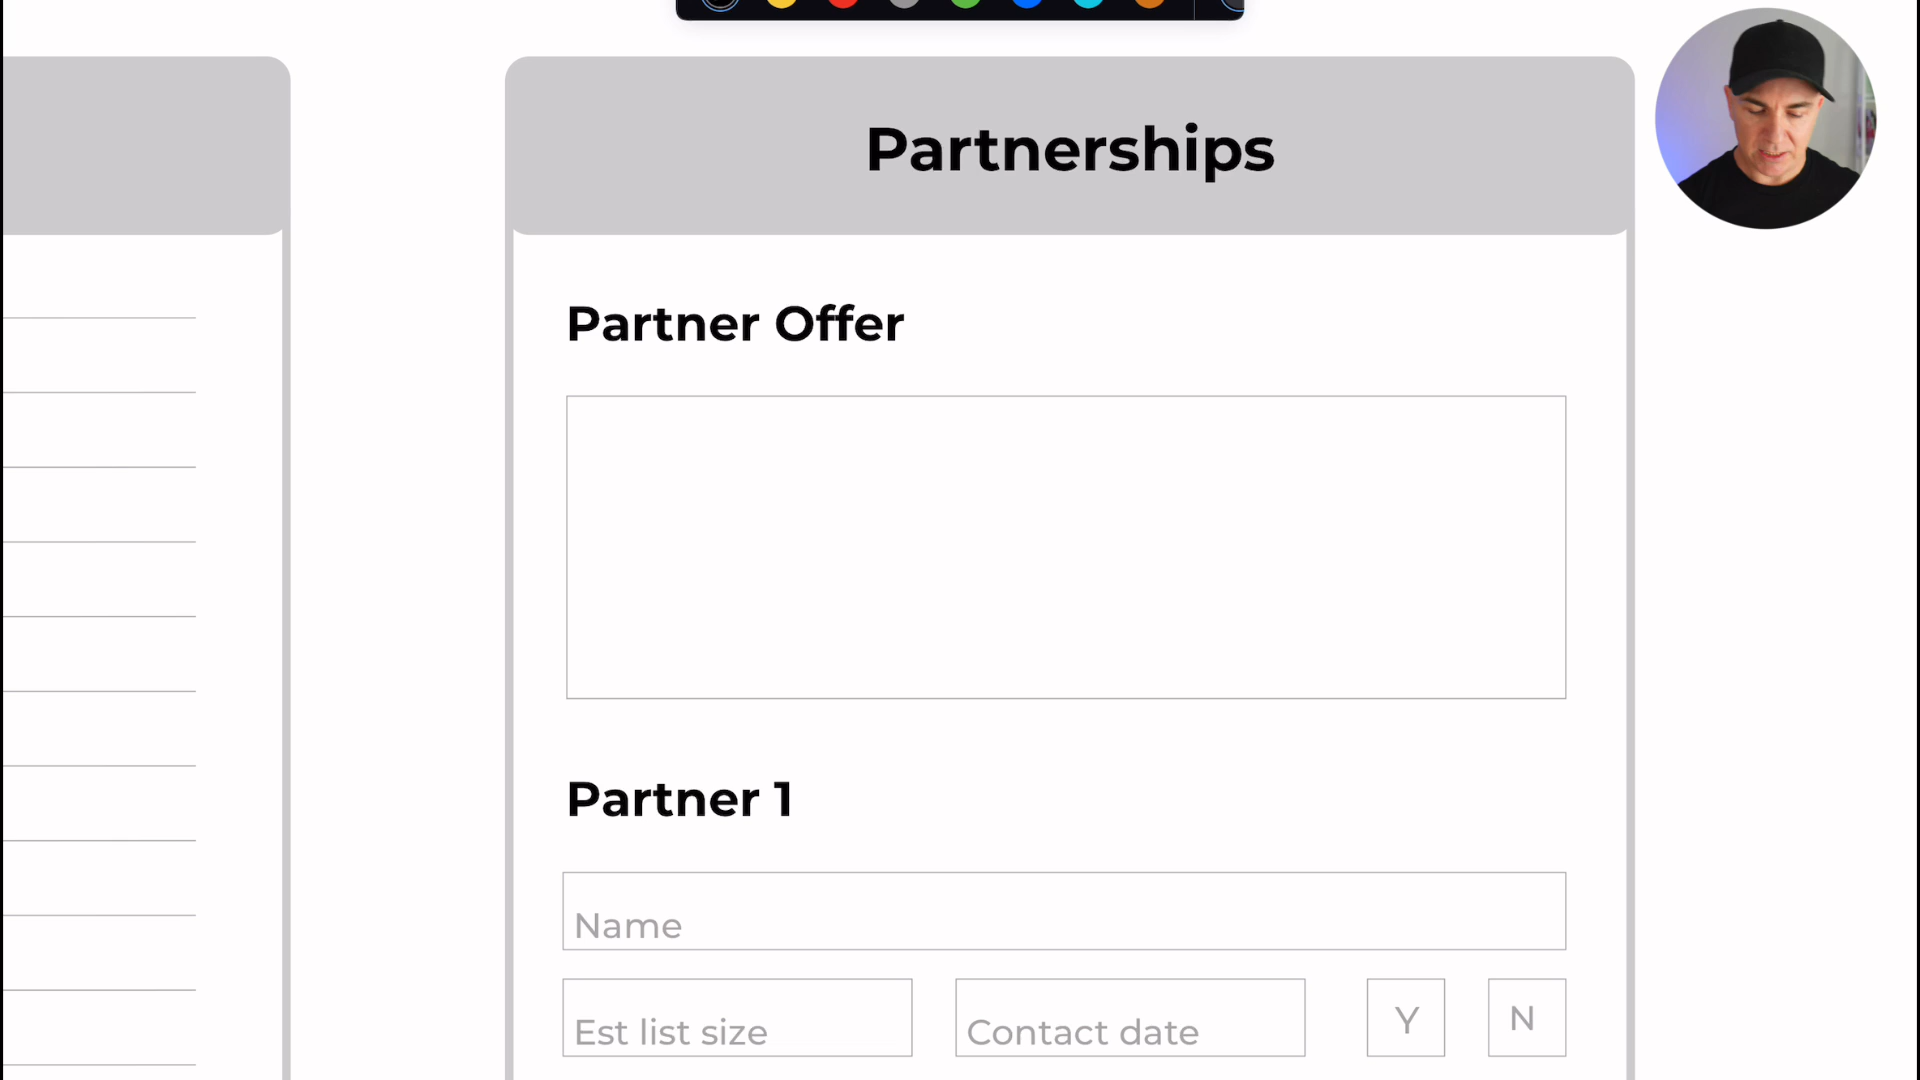 Partnerships
Partner Offer
Partner 1
Name
Est list size
Contact date
Y
N